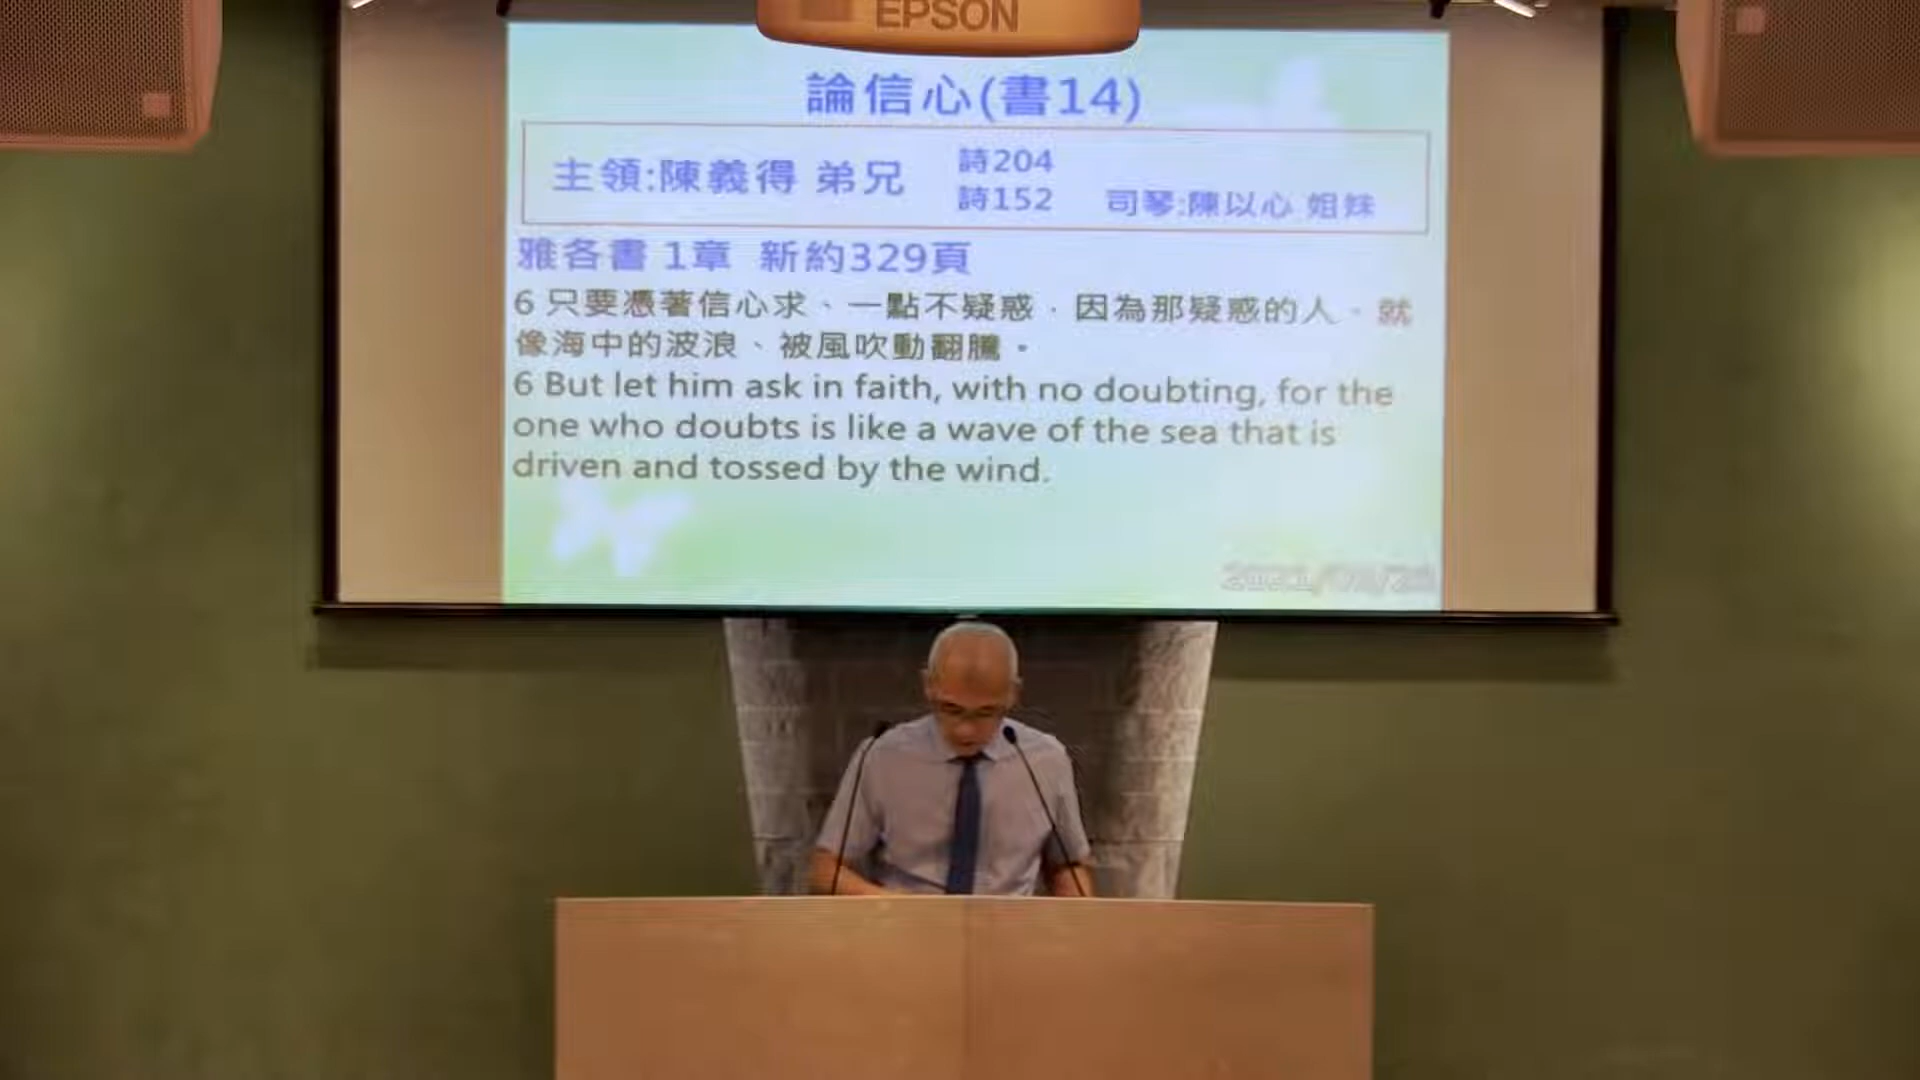 EPSON
論信心(書14)
主領:陳義得 弟兄
詩204
詩152
司琴:陳以心 姐妹
雅各書 1章 新約329頁
6 只要憑著信心求、一點不疑惑.因為那疑惑的人、就
像海中的波浪、被風吹動翻騰。
6 But let him ask in faith, with no doubting, for the
one who doubts is like a wave of the sea that is
driven and tossed by the wind.